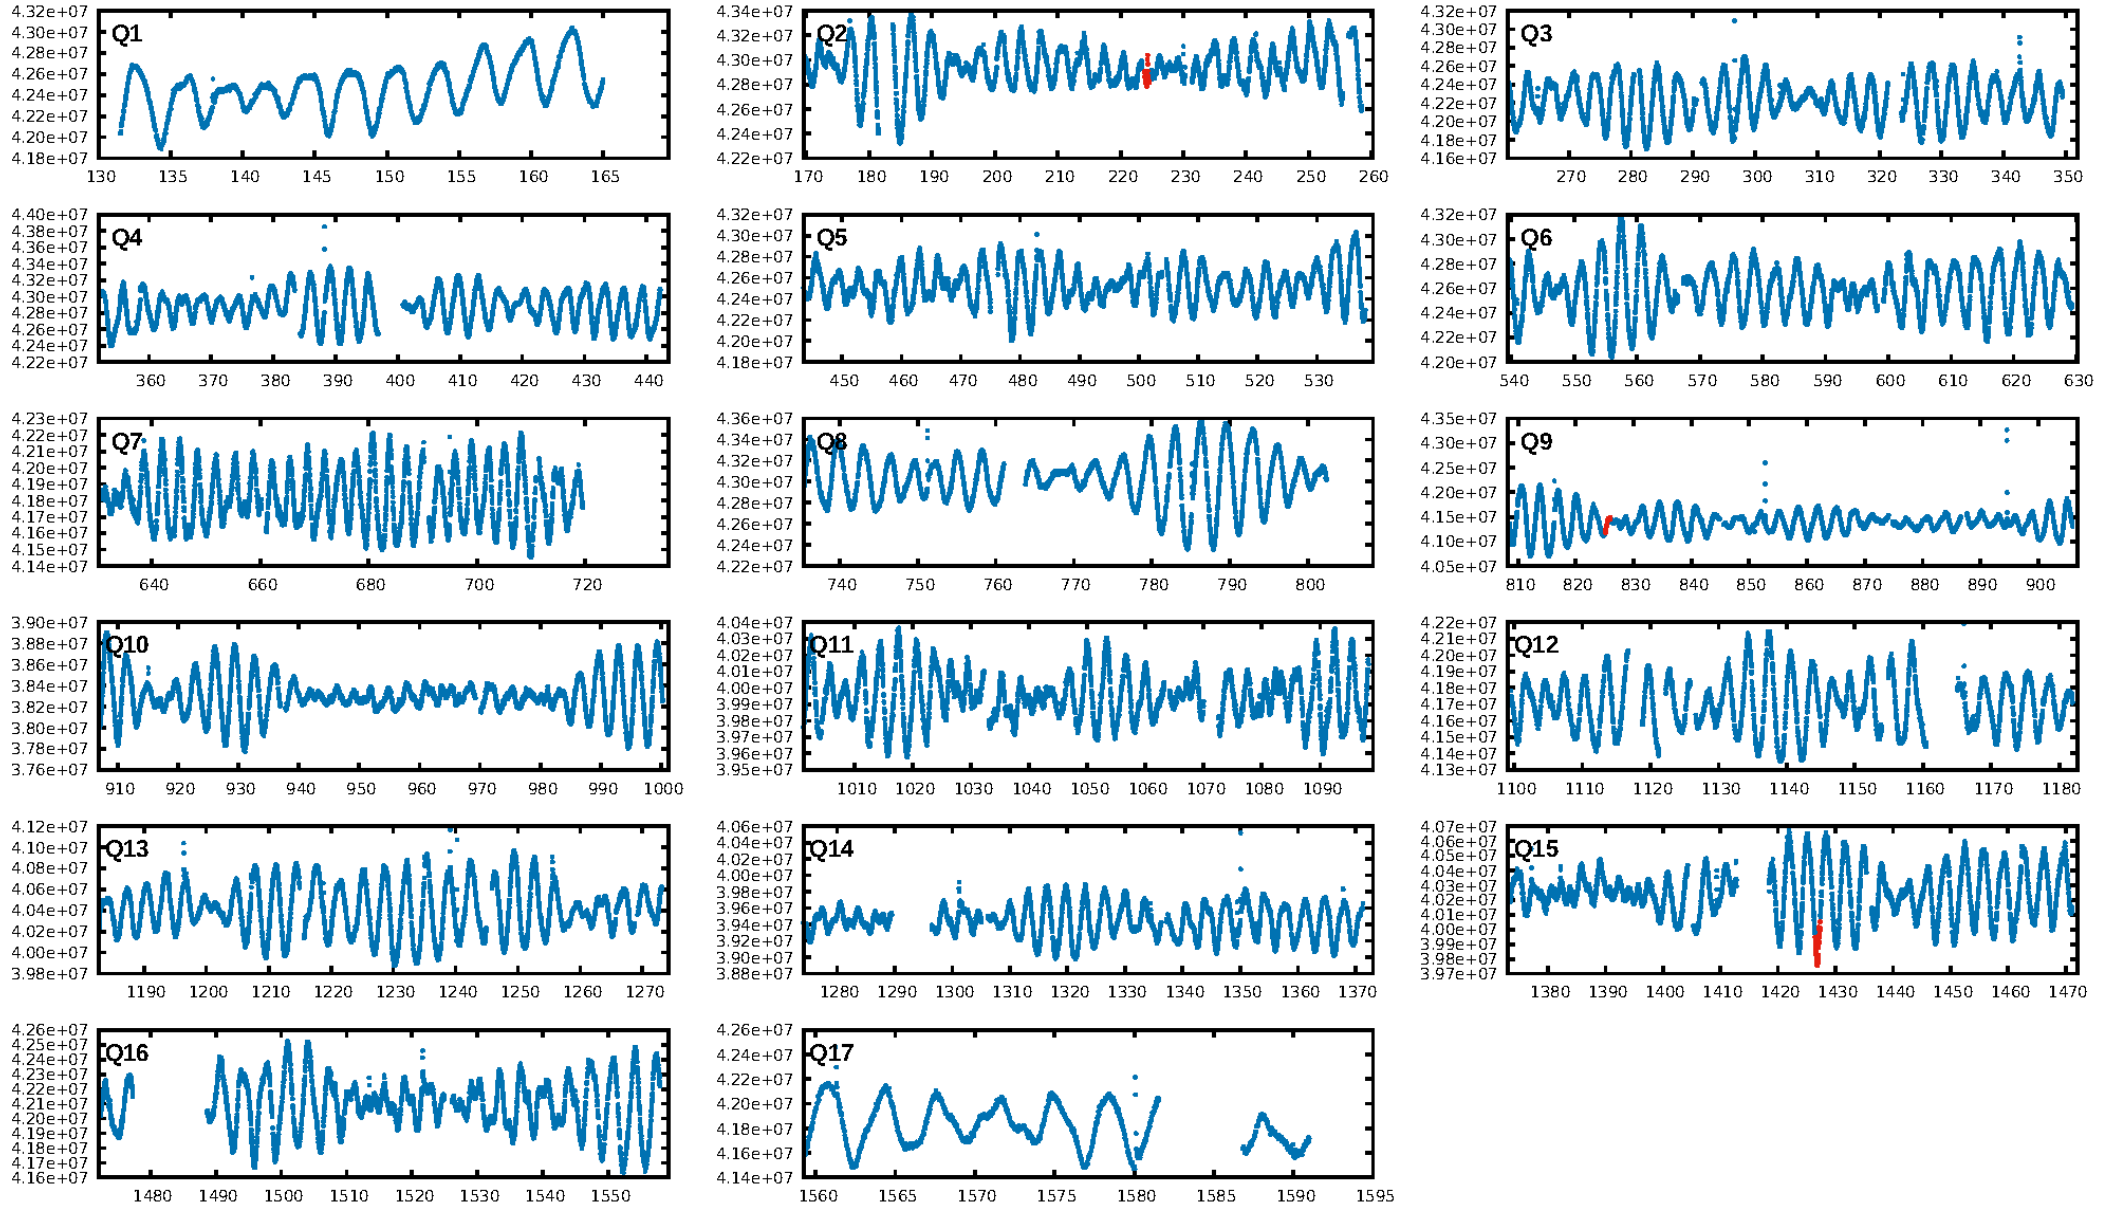 4.32e+07
4.30e+07
4.28e+07
4.26e+07
4.24e+07
4.22e+07
4.20e+07
4.18e+07
Q1
130 135 140 145 150 155 160 165
4.34e+07
4.32e+07
4.30e+07
4.28e+07
4.26e+07
4.24e+07
4.22e+07
Q2
170 180 190 200 210 220 230 240 250 260
4.32e+07
4.30e+07
4.28e+07
4.26e+07
4.24e+07
4.22e+07
4.20e+07
4.18e+07
4.16e+07
Q3
270 280 290 300 310 320 330 340 350
4.40e+07
4.38e+07
4.36e+07
4.34e+07
4.32e+07
4.30e+07
4.28e+07
4.26e+07
4.24e+07
4.22e+07
Q4
360 370 380 390 400 410 420 430 440
4.32e+07
4.30e+07
4.28e+07
4.26e+07
4.24e+07
4.22e+07
4.20e+07
4.18e+07
Q5
450 460 470 480 490 500 510 520 530
4.32e+07
4.30e+07
4.28e+07
4.26e+07
4.24e+07
4.22e+07
4.20e+07
Q6
540 550 560 570 580 590 600 610 620 630
4.23e+07
4.22e+07
4.21e+07
4.20e+07
4.19e+07
4.18e+07
4.17e+07
4.16e+07
4.15e+07
4.14e+07
Q7
640 660 680 700 720
4.36e+07
4.34e+07
4.32e+07
4.30e+07
4.28e+07
4.26e+07
4.24e+07
4.22e+07
Q8
740 750 760 770 780 790 800
4.35e+07
4.30e+07
4.25e+07
4.20e+07
4.15e+07
4.10e+07
4.05e+07
Q9
810 820 830 840 850 860 870 880 890 900
3.90e+07
3.88e+07
3.86e+07
3.84e+07
3.82e+07
3.80e+07
3.78e+07
3.76e+07
Q10
910 920 930 940 950 960 970 980 990 1000
4.04e+07
4.03e+07
4.02e+07
4.01e+07
4.00e+07
3.99e+07
3.98e+07
3.97e+07
3.96e+07
3.95e+07
Q11
1010 1020 1030 1040 1050 1060 1070 1080 1090
4.22e+07
4.21e+07
4.20e+07
4.19e+07
4.18e+07
4.17e+07
4.16e+07
4.15e+07
4.14e+07
4.13e+07
Q12
1100 1110 1120 1130 1140 1150 1160 1170 1180
4.12e+07
4.10e+07
4.08e+07
4.06e+07
4.04e+07
4.02e+07
4.00e+07
3.98e+07
Q13
1190 1200 1210 1220 1230 1240 1250 1260 1270
4.06e+07
4.04e+07
4.02e+07
4.00e+07
3.98e+07
3.96e+07
3.94e+07
3.92e+07
3.90e+07
3.88e+07
Q14
1280 1290 1300 1310 1320 1330 1340 1350 1360 1370
4.07e+07
4.06e+07
4.05e+07
4.04e+07
4.03e+07
4.02e+07
4.01e+07
4.00e+07
3.99e+07
3.98e+07
3.97e+07
Q15
1380 1390 1400 1410 1420 1430 1440 1450 1460 1470
4.26e+07
4.25e+07
4.24e+07
4.23e+07
4.22e+07
4.21e+07
4.20e+07
4.19e+07
4.18e+07
4.17e+07
4.16e+07
Q16
1480 1490 1500 1510 1520 1530 1540 1550
4.26e+07
4.24e+07
4.22e+07
4.20e+07
4.18e+07
4.16e+07
4.14e+07
Q17
1560 1565 1570 1575 1580 1585 1590 1595